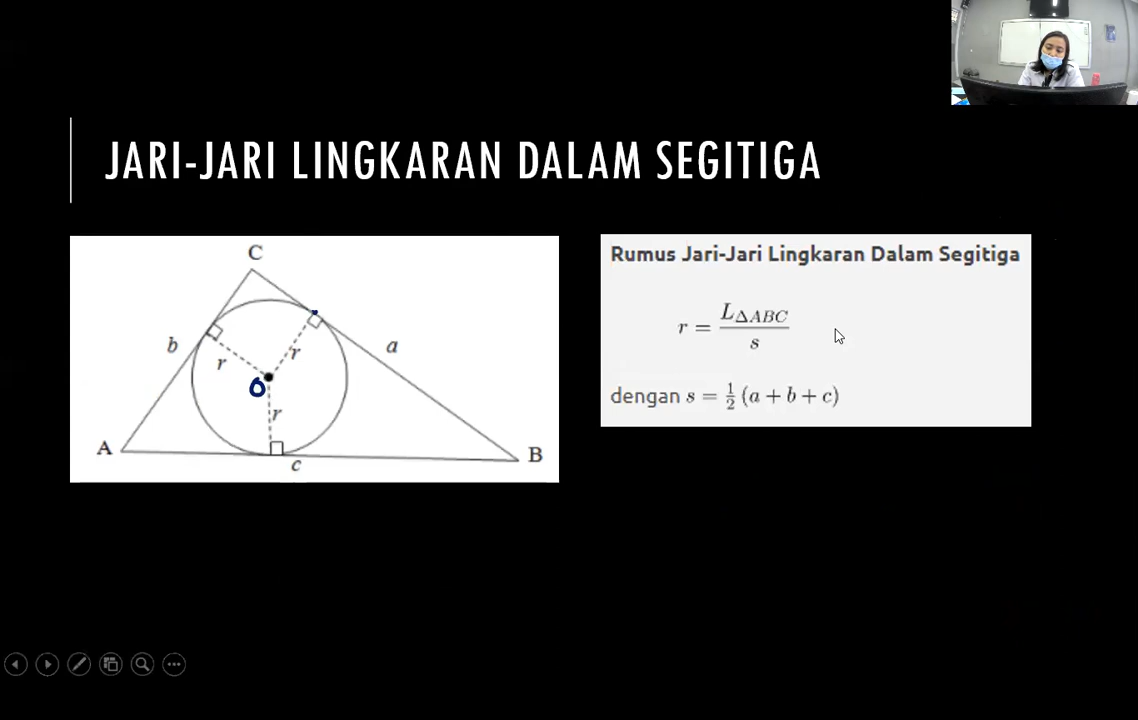 JARI-JARI LINGKARAN DALAM SEGITIGA
C
b
r
r
a
O
r
A
c
B
Rumus Jari-Jari Lingkaran Dalam Segitiga
r = L△ABC / s
dengan s = 1/2 (a + b + c)